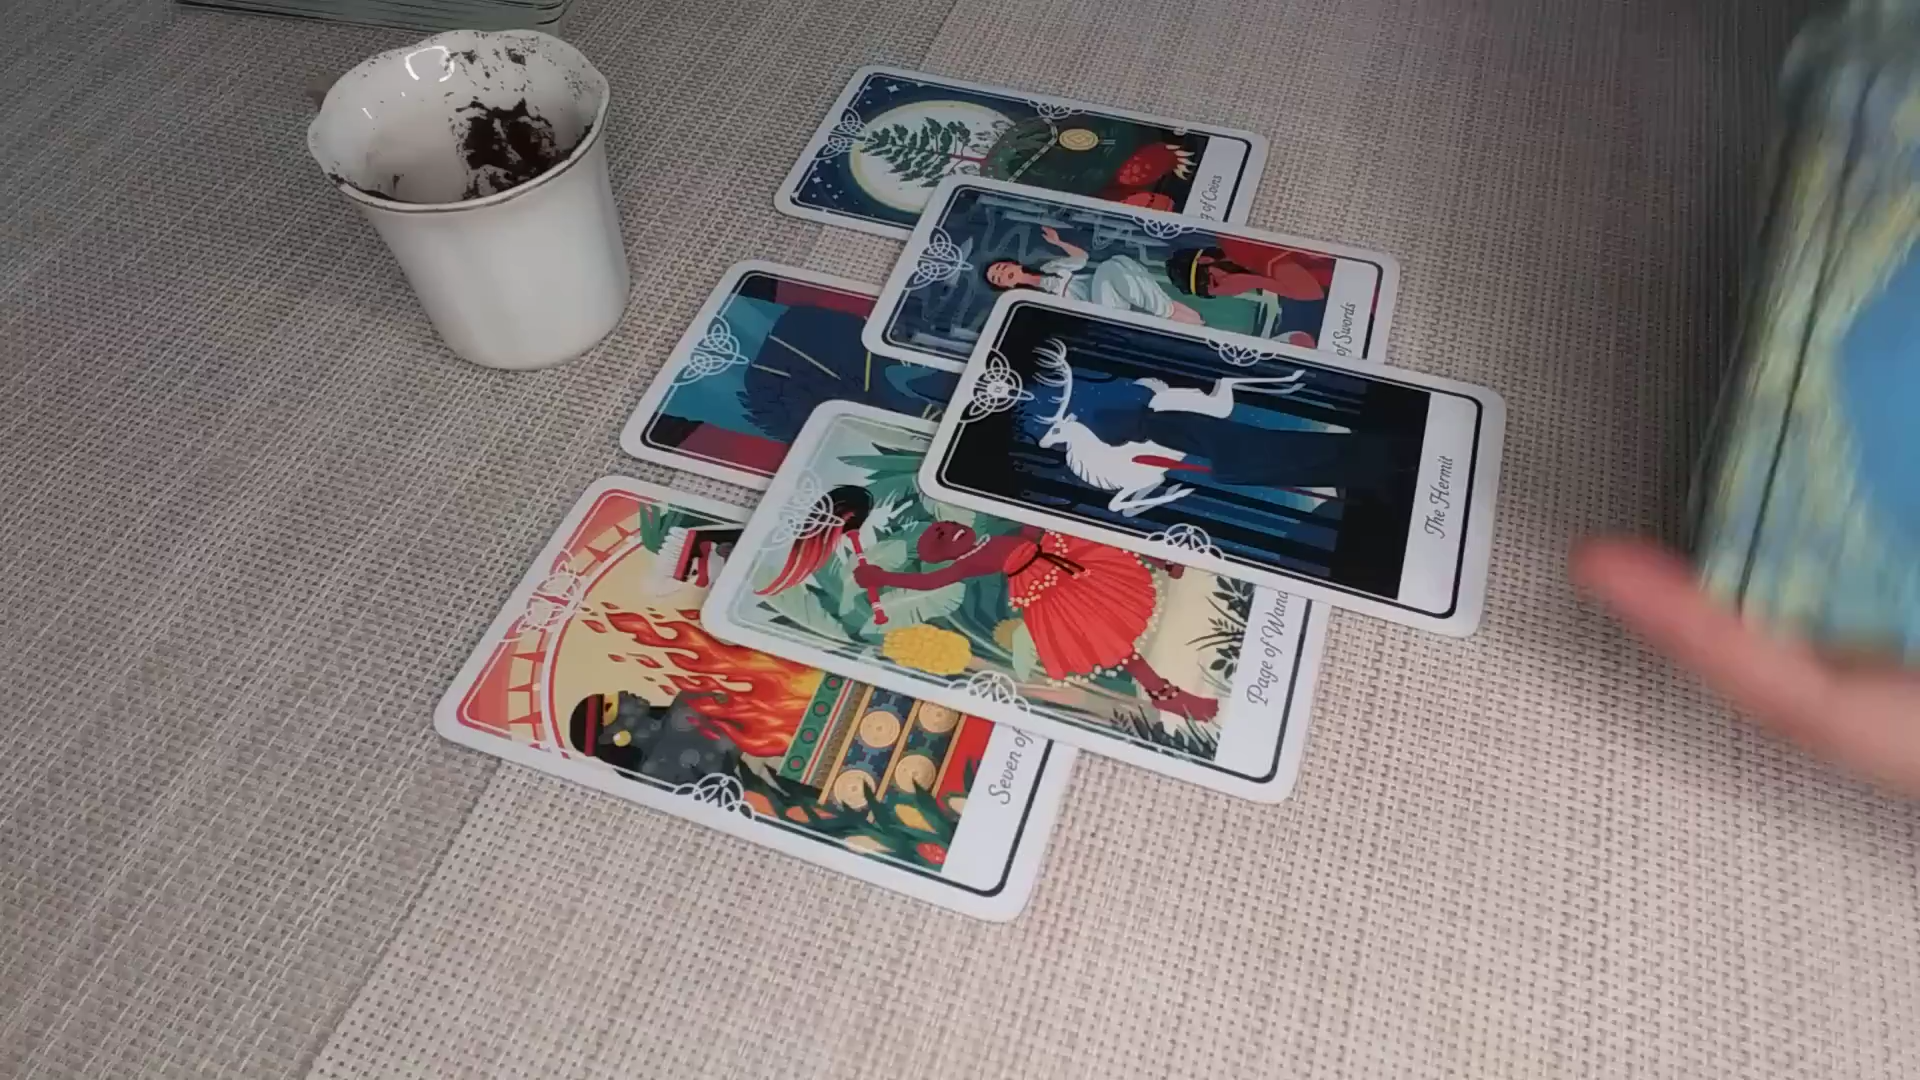 g of Coins
of Swords
The Hermit
Page of Wand
Seven of